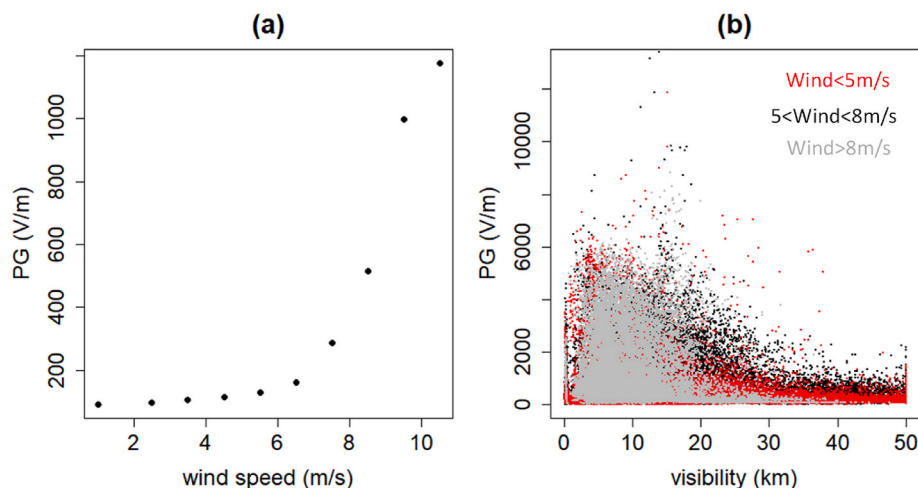 (a)
PG (V/m)
1000
800
600
400
200
2 4 6 8 10
wind speed (m/s)
(b)
Wind<5m/s
5<Wind<8m/s
Wind>8m/s
PG (V/m)
10000
6000
2000
0
0 10 20 30 40 50
visibility (km)